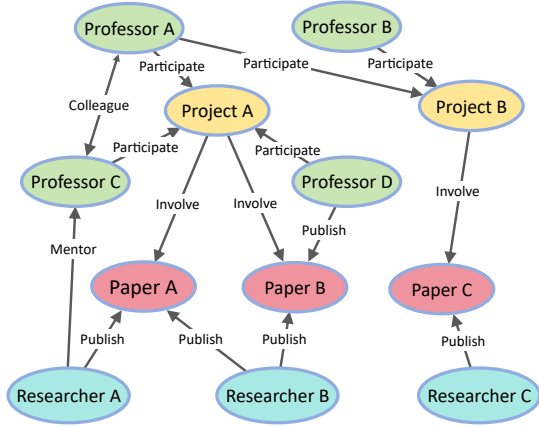 Professor A
Professor B
Participate
Participate
Participate
Colleague
Project A
Project B
Participate
Participate
Professor C
Professor D
Involve
Involve
Involve
Publish
Mentor
Paper A
Paper B
Paper C
Publish
Publish
Publish
Publish
Researcher A
Researcher B
Researcher C